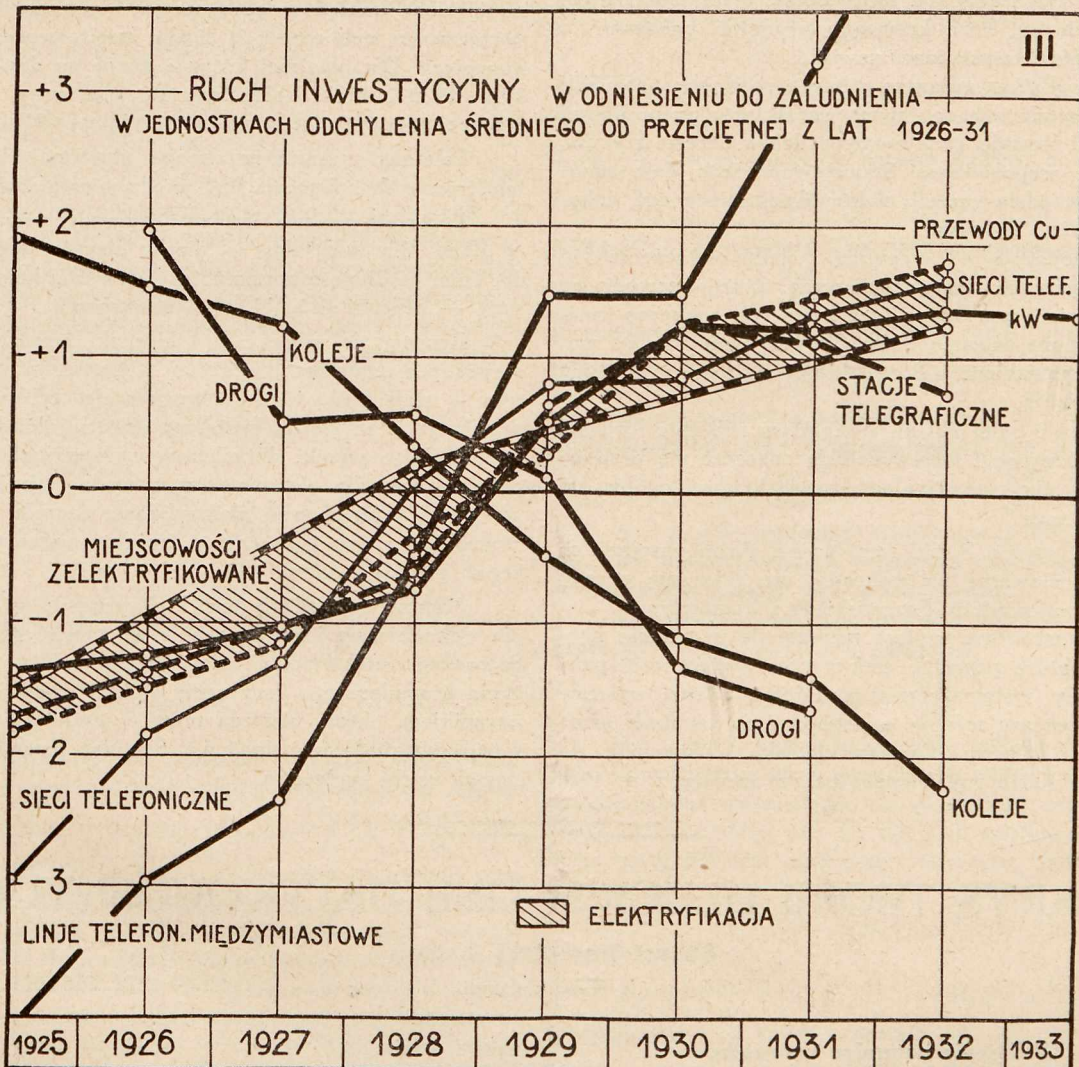 III
+3
RUCH INWESTYCYJNY W ODNIESIENIU DO ZALUDNIENIA
W JEDNOSTKACH ODCHYLENIA ŚREDNIEGO OD PRZECIĘTNEJ Z LAT 1926-31
+2
PRZEWODY Cu
SIECI TELEF.
kW
+1
KOLEJE
DROGI
STACJE
TELEGRAFICZNE
0
MIEJSCOWOŚCI
ZELEKTRYFIKOWANE
-1
DROGI
-2
SIECI TELEFONICZNE
KOLEJE
-3
ELEKTRYFIKACJA
LINJE TELEFON. MIĘDZYMIASTOWE
1925 1926 1927 1928 1929 1930 1931 1932 1933